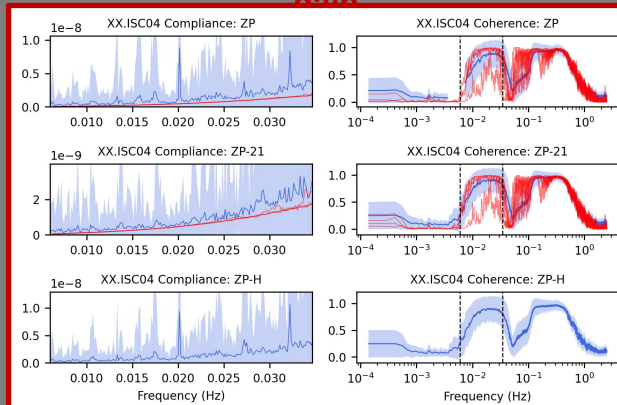 XX.ISC04 Compliance: ZP
XX.ISC04 Coherence: ZP
1e-8
1.0
0.5
0.0
0.010 0.015 0.020 0.025 0.030
1.0
0.5
0.0
10⁻⁴ 10⁻³ 10⁻² 10⁻¹ 10⁰
XX.ISC04 Compliance: ZP-21
XX.ISC04 Coherence: ZP-21
1e-9
2
0
0.010 0.015 0.020 0.025 0.030
1.0
0.5
0.0
10⁻⁴ 10⁻³ 10⁻² 10⁻¹ 10⁰
XX.ISC04 Compliance: ZP-H
XX.ISC04 Coherence: ZP-H
1e-8
1.0
0.5
0.0
0.010 0.015 0.020 0.025 0.030
Frequency (Hz)
1.0
0.5
0.0
10⁻⁴ 10⁻³ 10⁻² 10⁻¹ 10⁰
Frequency (Hz)